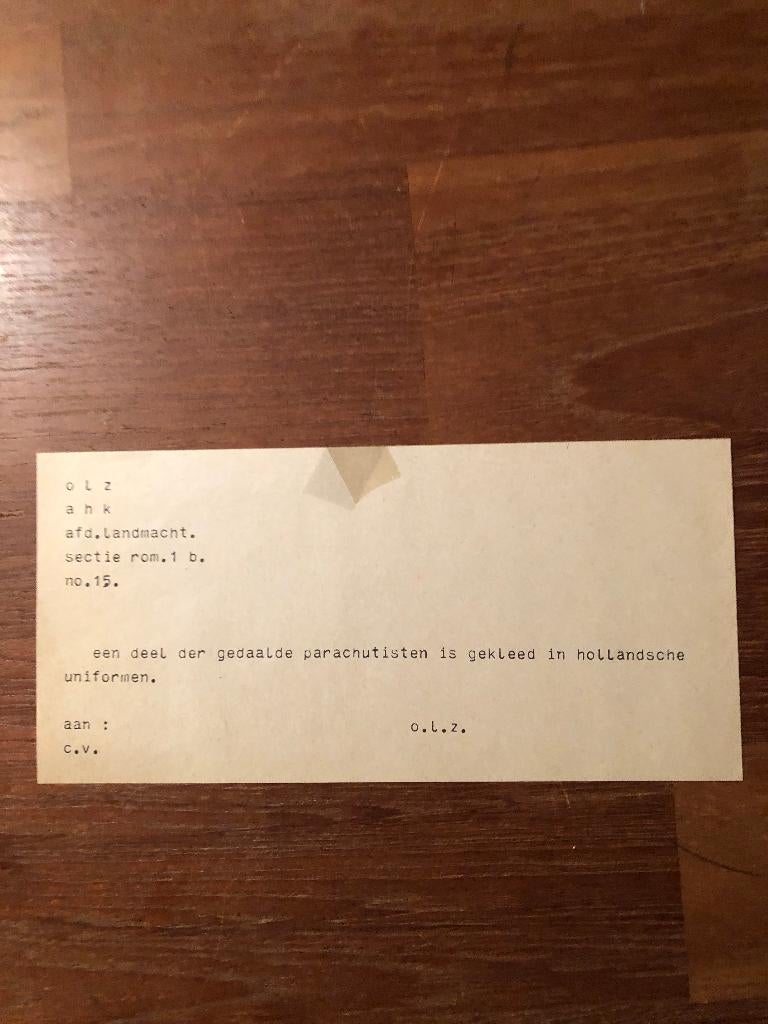 o l z
a h k
afd.landmacht.
sectie rom.1 b.
no.15.
een deel der gedaalde parachutisten is gekleed in hollandsche
uniformen.
aan : o.l.z.
c.v.